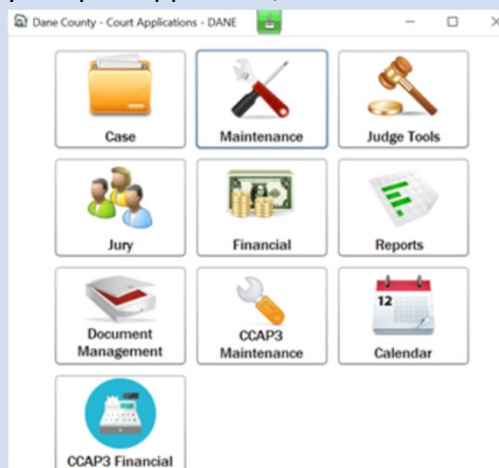 Dane County - Court Applications - DANE
Case
Maintenance
Judge Tools
Jury
Financial
Reports
Document
Management
CCAP3
Maintenance
12
Calendar
CCAP3 Financial